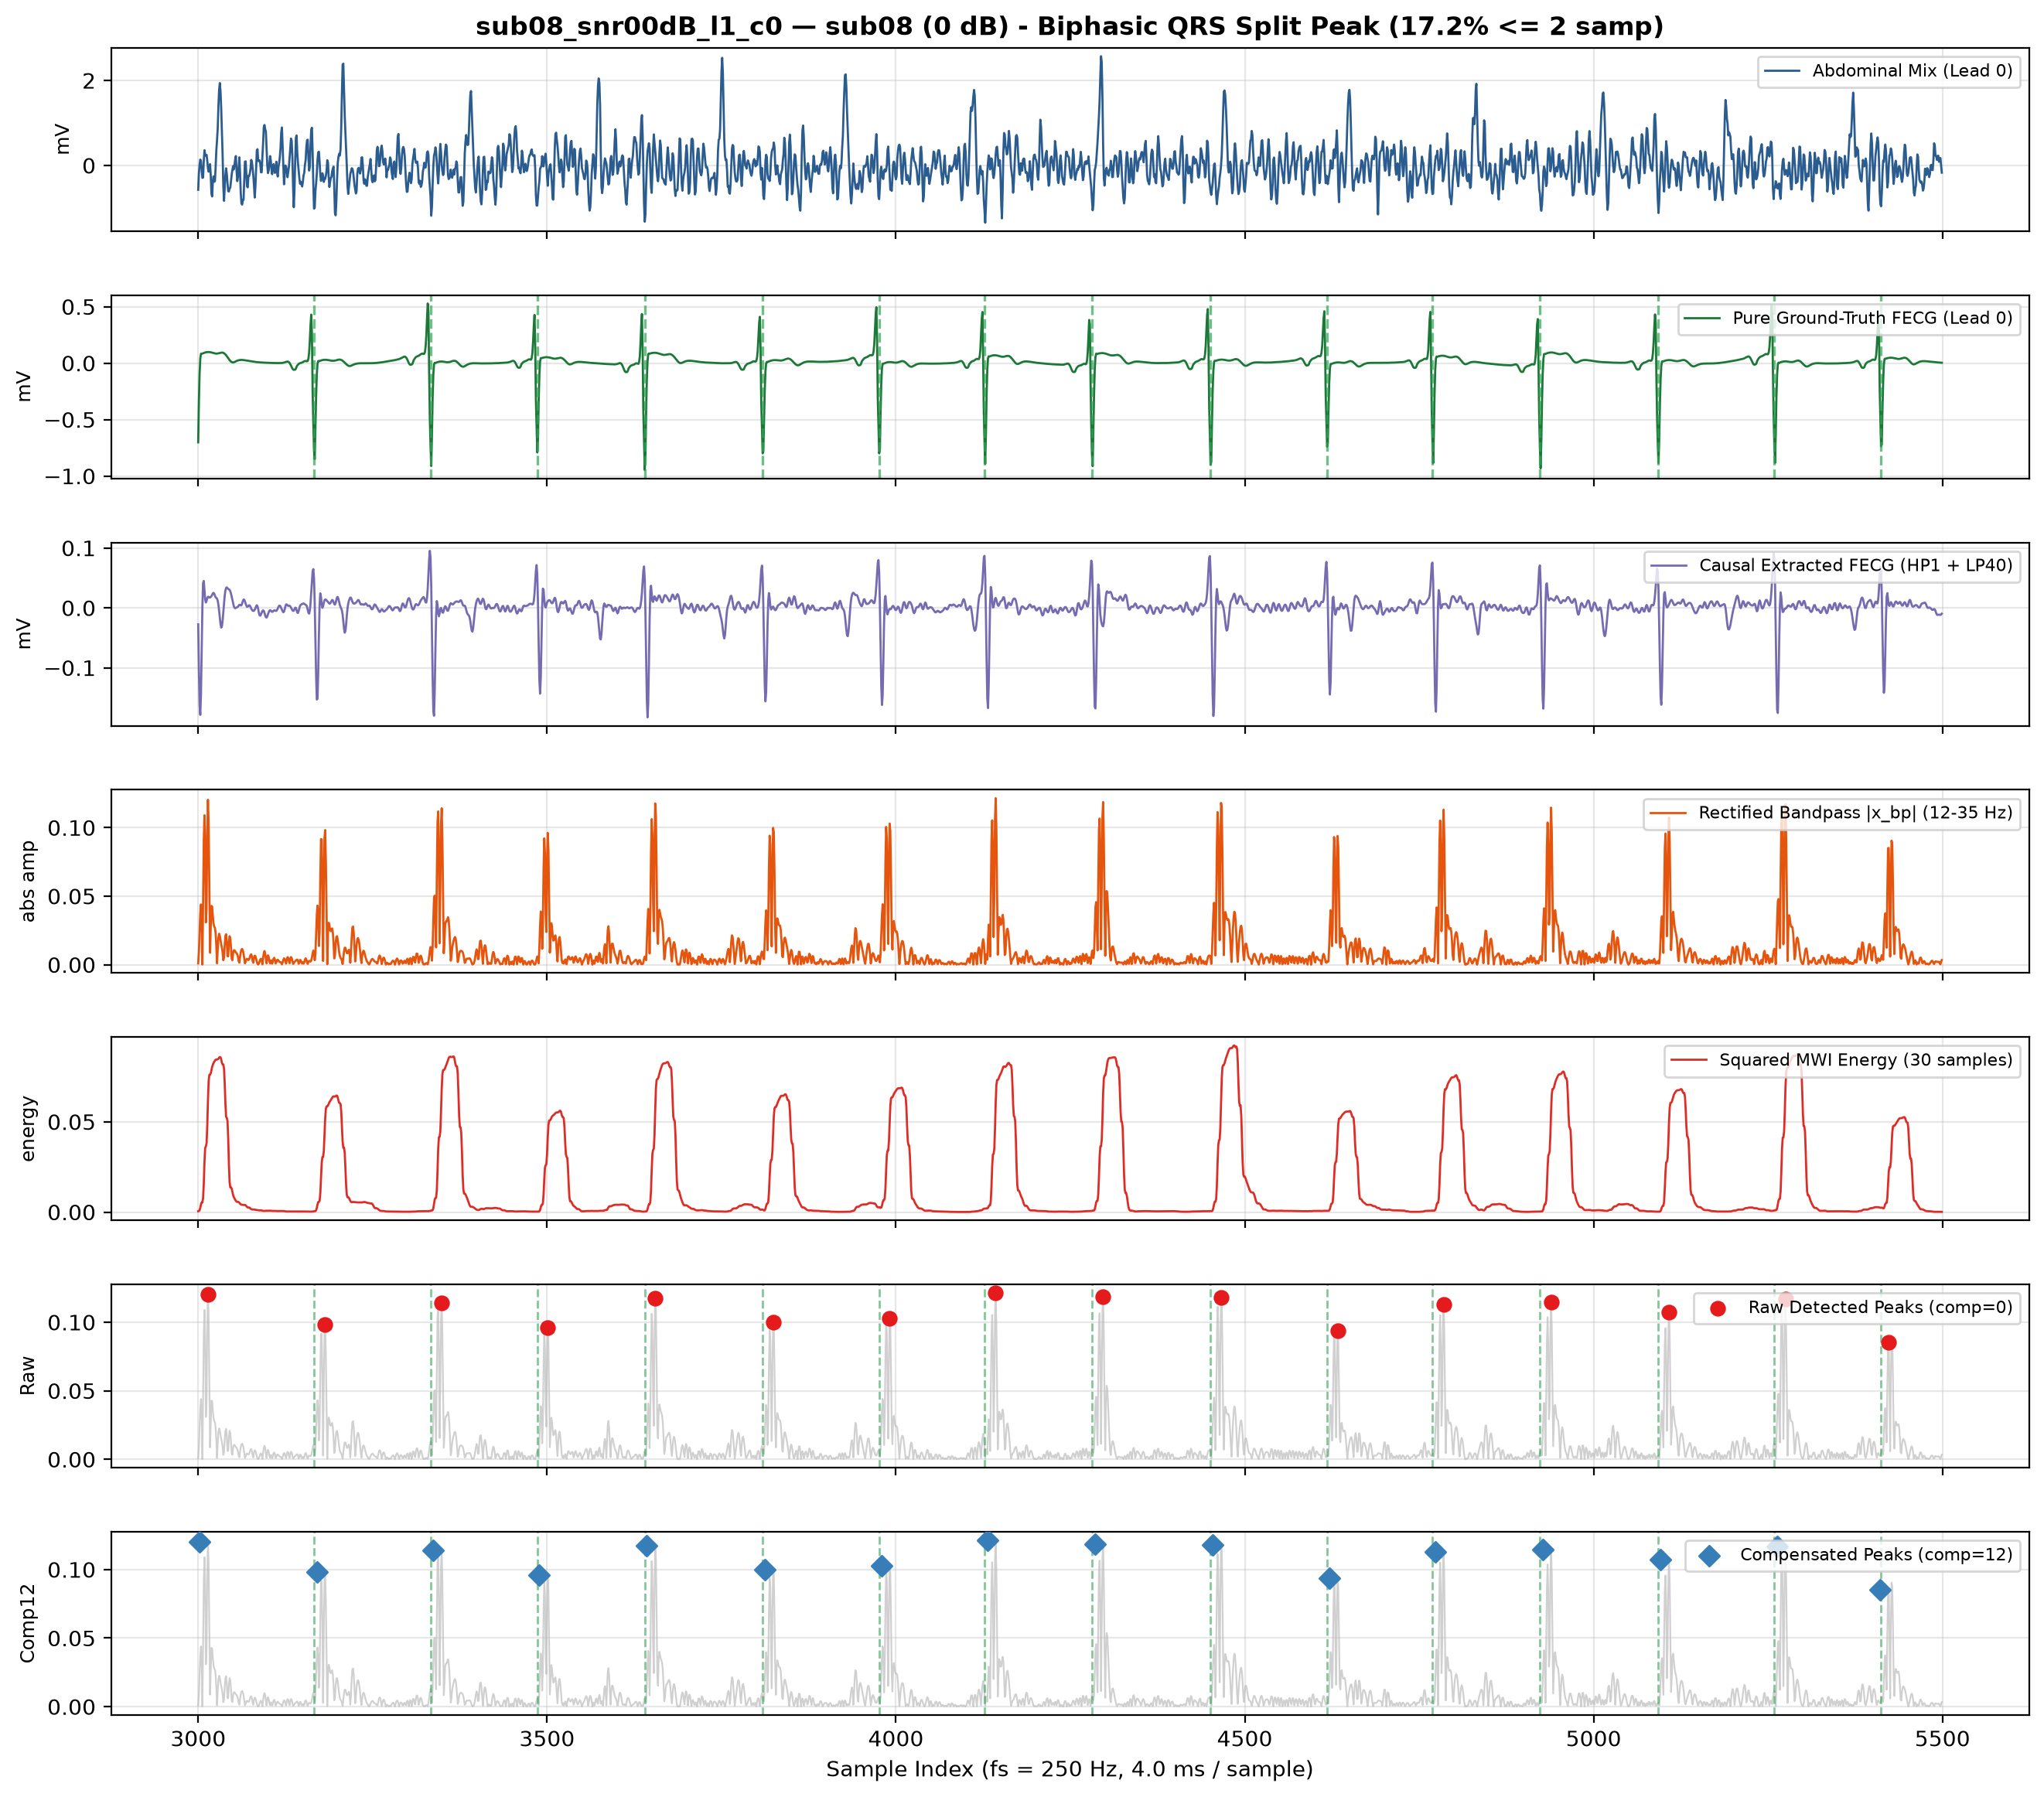 sub08_snr00dB_l1_c0 — sub08 (0 dB) - Biphasic QRS Split Peak (17.2% <= 2 samp)
Abdominal Mix (Lead 0)
2
0
mV
Pure Ground-Truth FECG (Lead 0)
0.5
0.0
−0.5
−1.0
mV
Causal Extracted FECG (HP1 + LP40)
0.1
0.0
−0.1
mV
Rectified Bandpass |x_bp| (12-35 Hz)
0.10
0.05
0.00
abs amp
Squared MWI Energy (30 samples)
0.05
0.00
energy
Raw Detected Peaks (comp=0)
0.10
0.05
0.00
Raw
Compensated Peaks (comp=12)
0.10
0.05
0.00
Comp12
3000 3500 4000 4500 5000 5500
Sample Index (fs = 250 Hz, 4.0 ms / sample)